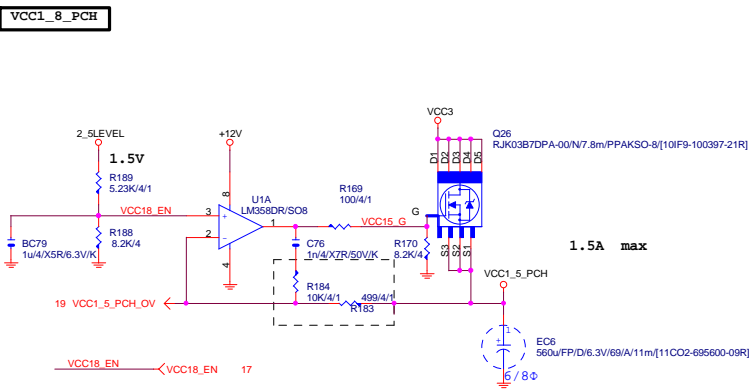 VCC1_8_PCH
VCC3
Q26
RJK03B7DPA-00/N/7.8m/PPAKSO-8/[10IF9-100397-21R]
2_5LEVEL
+12V
D1
D2
D3
D4
D5
1.5V
R189
5.23K/4/1
8
U1A
LM358DR/SO8
R169
100/4/1
VCC18_EN
3
+
1
VCC15_G
G
2
-
4
BC79
1u/4/X5R/6.3V/K
R188
8.2K/4
C76
1n/4/X7R/50V/K
R170
8.2K/4
S3
S2
S1
1.5A max
VCC1_5_PCH
R184
10K/4/1
499/4/1
R183
19 VCC1_5_PCH_OV
1
+
EC6
560u/FP/D/6.3V/69/A/11m/[11CO2-695600-09R]
6/8Φ
VCC18_EN
VCC18_EN 17